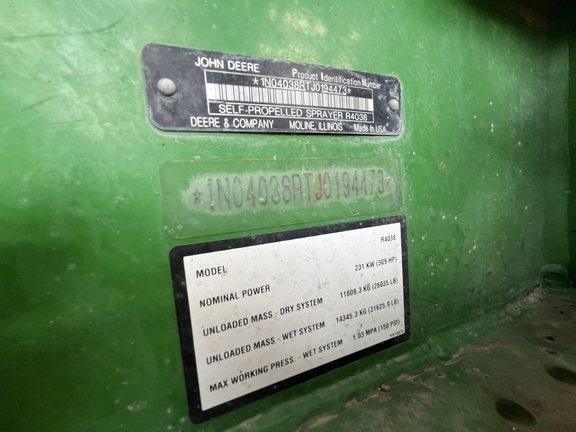 JOHN DEERE Product Identification Number
*1N04038RTJ0194473*
SELF-PROPELLED SPRAYER R4038
DEERE & COMPANY MOLINE, ILLINOIS Made in USA
*1N04038RTJ0194473*
MODEL R4038
NOMINAL POWER 231 KW (309 HP)
UNLOADED MASS - DRY SYSTEM 11809.3 KG (26035 LB)
UNLOADED MASS - WET SYSTEM 14345.3 KG (31625.9 LB)
MAX WORKING PRESS. - WET SYSTEM 1.03 MPA (150 PSI)